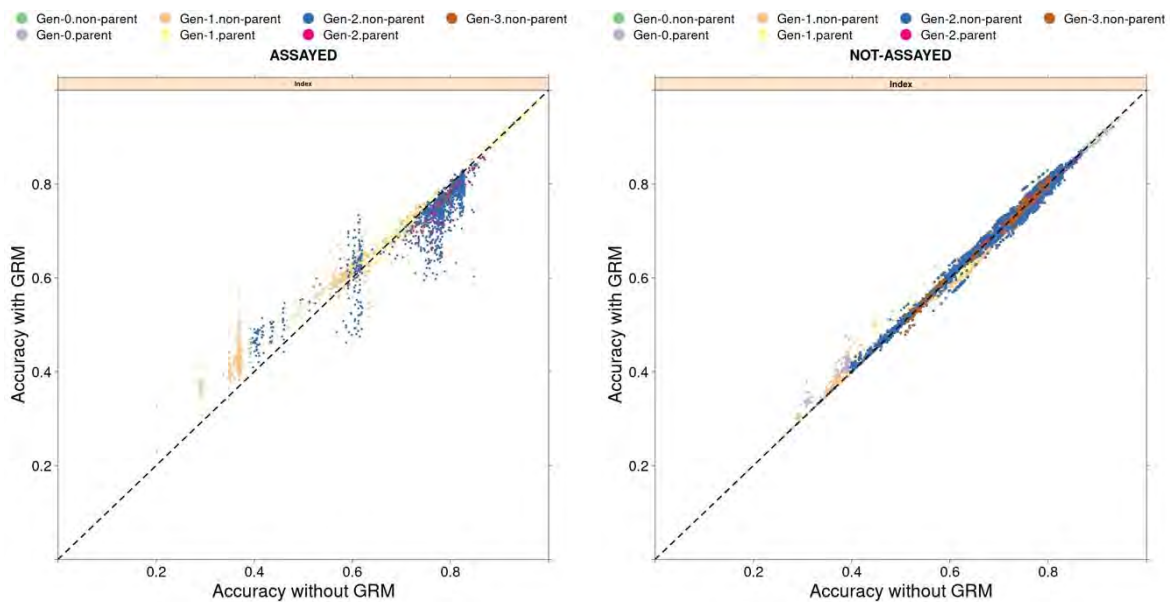 Gen-0.non-parent Gen-1.non-parent Gen-2.non-parent Gen-3.non-parent
Gen-0.parent Gen-1.parent Gen-2.parent
ASSAYED
Index
Accuracy with GRM
0.8
0.6
0.4
0.2
0.2 0.4 0.6 0.8
Accuracy without GRM
Gen-0.non-parent Gen-1.non-parent Gen-2.non-parent Gen-3.non-parent
Gen-0.parent Gen-1.parent Gen-2.parent
NOT-ASSAYED
Index
Accuracy with GRM
0.8
0.6
0.4
0.2
0.2 0.4 0.6 0.8
Accuracy without GRM